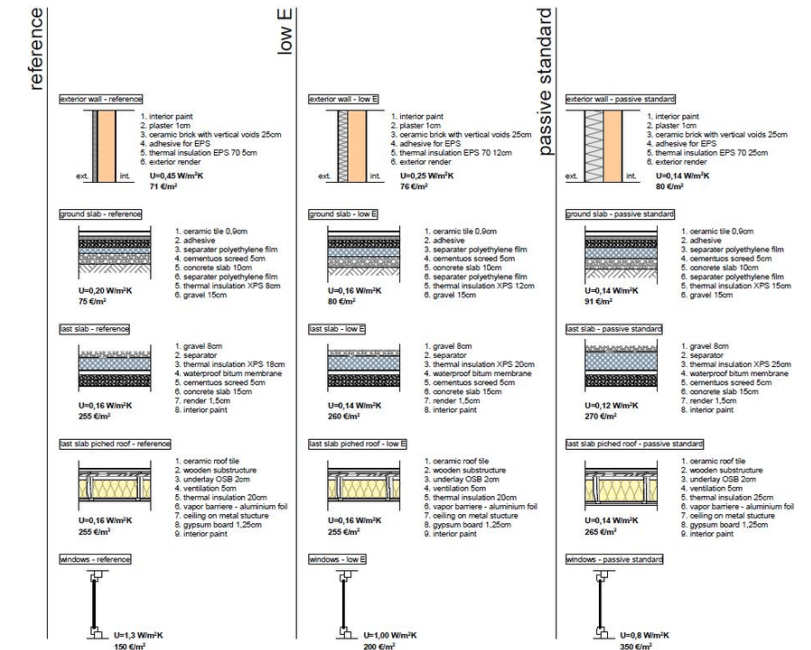 reference
exterior wall - reference
1. interior paint
2. plaster 1cm
3. ceramic brick with vertical voids 25cm
4. adhesive for EPS
5. thermal insulation EPS 70 5cm
6. exterior render
ext.
int.
U=0,45 W/m²K
71 €/m²
ground slab - reference
1. ceramic tile 0,9cm
2. adhesive
3. separater polyethylene film
4. cementuos screed 5cm
5. concrete slab 10cm
6. separater polyethylene film
5. thermal insulation XPS 8cm
6. gravel 15cm
U=0,20 W/m²K
75 €/m²
last slab - reference
1. gravel 8cm
2. separator
3. thermal insulation XPS 18cm
4. waterproof bitum membrane
5. cementuos screed 5cm
6. concrete slab 15cm
7. render 1,5cm
8. interior paint
U=0,16 W/m²K
255 €/m²
last slab piched roof - reference
1. ceramic roof tile
2. wooden substructure
3. underlay OSB 2cm
4. ventilation 5cm
5. thermal insulation 20cm
6. vapor barriere - aluminium foil
7. ceiling on metal stucture
8. gypsum board 1,25cm
9. interior paint
U=0,16 W/m²K
255 €/m²
windows - reference
U=1,3 W/m²K
150 €/m²
low E
exterior wall - low E
1. interior paint
2. plaster 1cm
3. ceramic brick with vertical voids 25cm
4. adhesive for EPS
5. thermal insulation EPS 70 12cm
6. exterior render
ext.
int.
U=0,25 W/m²K
76 €/m²
ground slab - low E
1. ceramic tile 0,9cm
2. adhesive
3. separater polyethylene film
4. cementuos screed 5cm
5. concrete slab 10cm
6. separater polyethylene film
5. thermal insulation XPS 12cm
6. gravel 15cm
U=0,16 W/m²K
80 €/m²
last slab - low E
1. gravel 8cm
2. separator
3. thermal insulation XPS 20cm
4. waterproof bitum membrane
5. cementuos screed 5cm
6. concrete slab 15cm
7. render 1,5cm
8. interior paint
U=0,14 W/m²K
260 €/m²
last slab piched roof - low E
1. ceramic roof tile
2. wooden substructure
3. underlay OSB 2cm
4. ventilation 5cm
5. thermal insulation 20cm
6. vapor barriere - aluminium foil
7. ceiling on metal stucture
8. gypsum board 1,25cm
9. interior paint
U=0,16 W/m²K
255 €/m²
windows - low E
U=1,00 W/m²K
200 €/m²
passive standard
exterior wall - passive standard
1. interior paint
2. plaster 1cm
3. ceramic brick with vertical voids 25cm
4. adhesive for EPS
5. thermal insulation EPS 70 25cm
6. exterior render
ext.
int.
U=0,14 W/m²K
80 €/m²
ground slab - passive standard
1. ceramic tile 0,9cm
2. adhesive
3. separater polyethylene film
4. cementuos screed 5cm
5. concrete slab 10cm
6. separater polyethylene film
5. thermal insulation XPS 15cm
6. gravel 15cm
U=0,14 W/m²K
91 €/m²
last slab - passive standard
1. gravel 8cm
2. separator
3. thermal insulation XPS 25cm
4. waterproof bitum membrane
5. cementuos screed 5cm
6. concrete slab 15cm
7. render 1,5cm
8. interior paint
U=0,12 W/m²K
270 €/m²
last slab piched roof - passive standard
1. ceramic roof tile
2. wooden substructure
3. underlay OSB 2cm
4. ventilation 5cm
5. thermal insulation 25cm
6. vapor barriere - aluminium foil
7. ceiling on metal stucture
8. gypsum board 1,25cm
9. interior paint
U=0,14 W/m²K
265 €/m²
windows - passive standard
U=0,8 W/m²K
350 €/m²